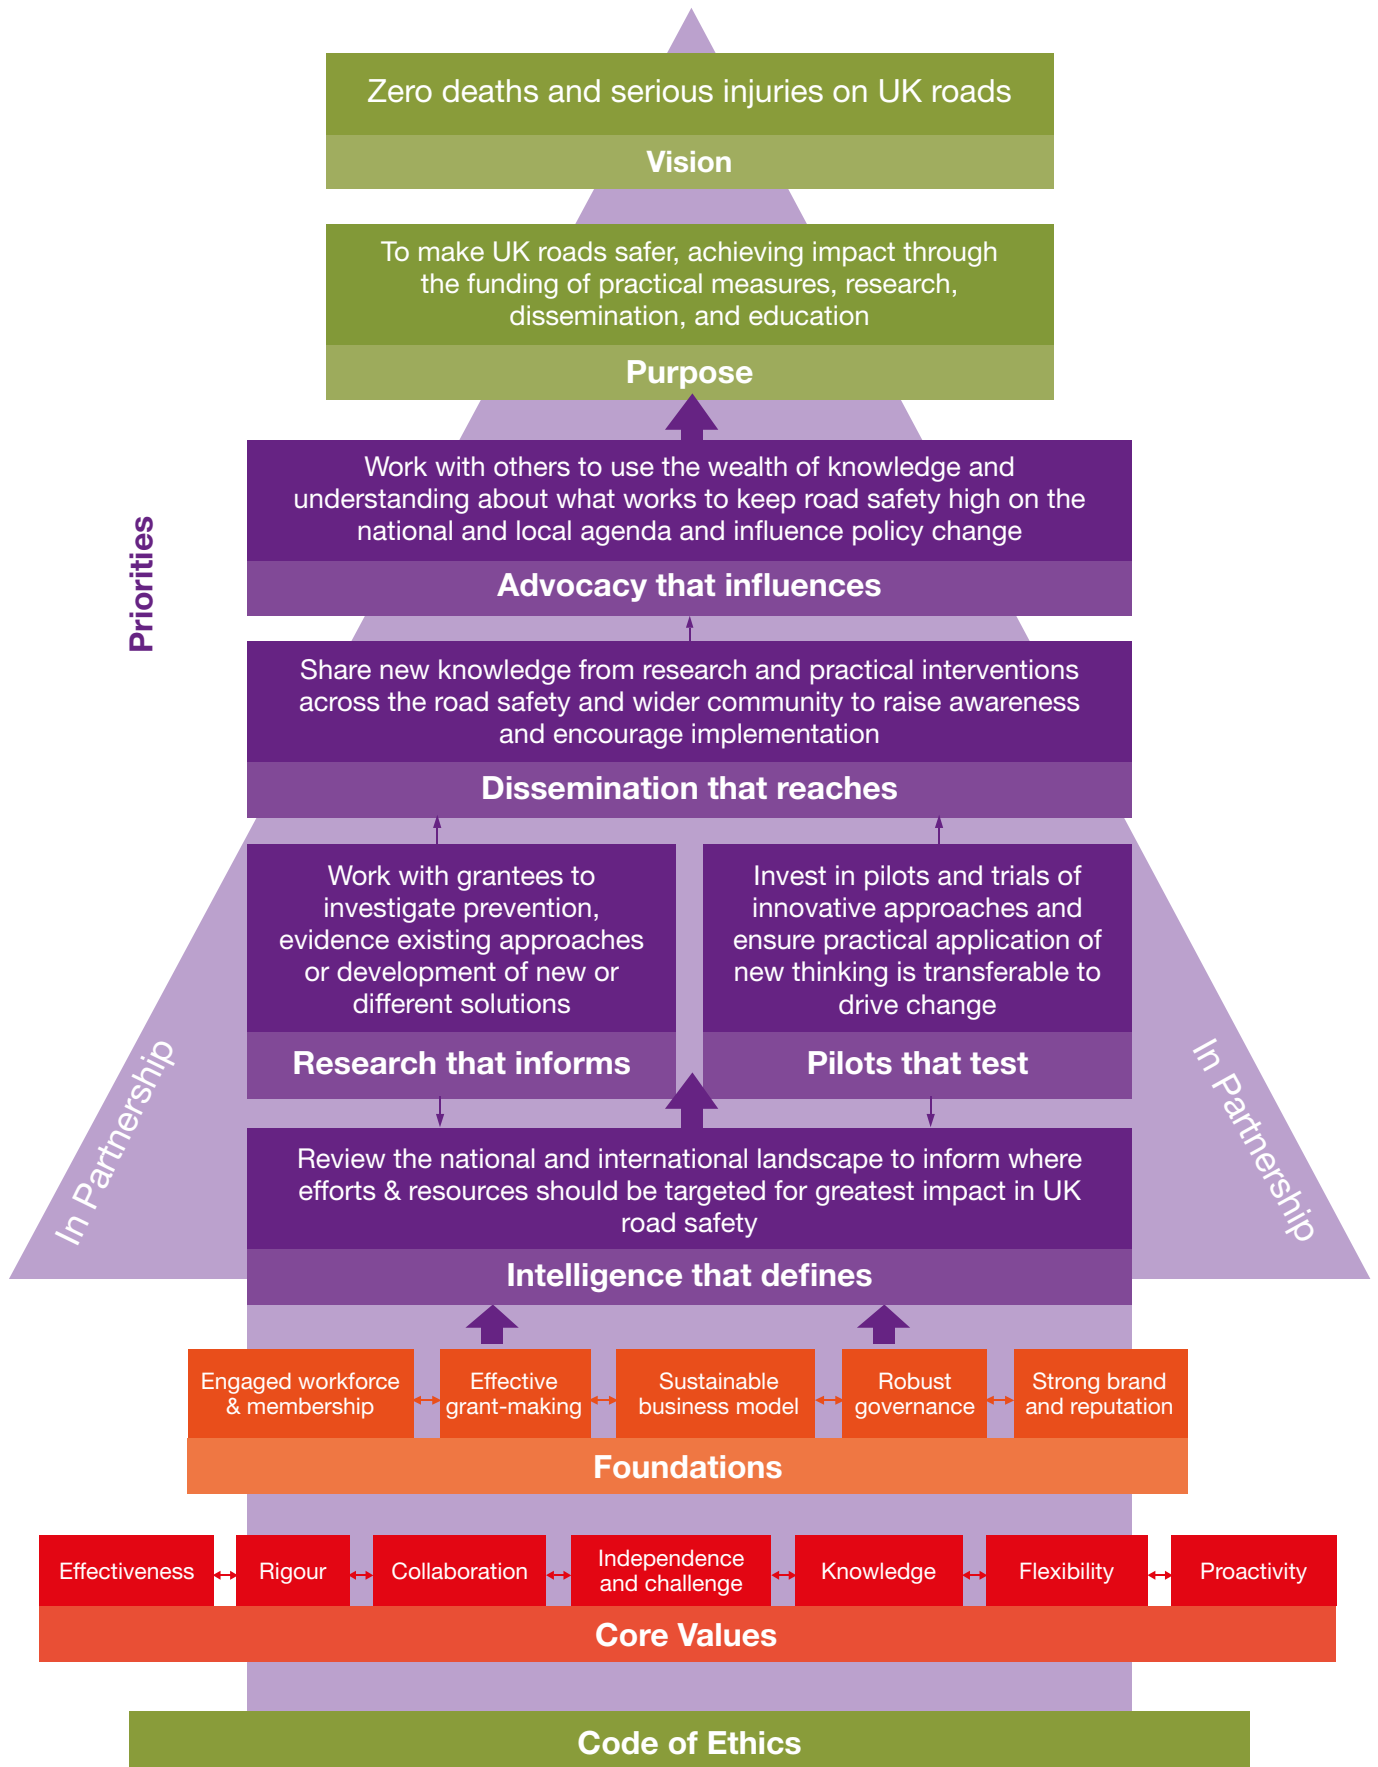 Zero deaths and serious injuries on UK roads
Vision
To make UK roads safer, achieving impact through
the funding of practical measures, research,
dissemination, and education
Purpose
Priorities
Work with others to use the wealth of knowledge and
understanding about what works to keep road safety high on the
national and local agenda and influence policy change
Advocacy that influences
Share new knowledge from research and practical interventions
across the road safety and wider community to raise awareness
and encourage implementation
Dissemination that reaches
Work with grantees to
investigate prevention,
evidence existing approaches
or development of new or
different solutions
Research that informs
Invest in pilots and trials of
innovative approaches and
ensure practical application of
new thinking is transferable to
drive change
Pilots that test
In Partnership
In Partnership
Review the national and international landscape to inform where
efforts & resources should be targeted for greatest impact in UK
road safety
Intelligence that defines
Engaged workforce
& membership
Effective
grant-making
Sustainable
business model
Robust
governance
Strong brand
and reputation
Foundations
Effectiveness
Rigour
Collaboration
Independence
and challenge
Knowledge
Flexibility
Proactivity
Core Values
Code of Ethics